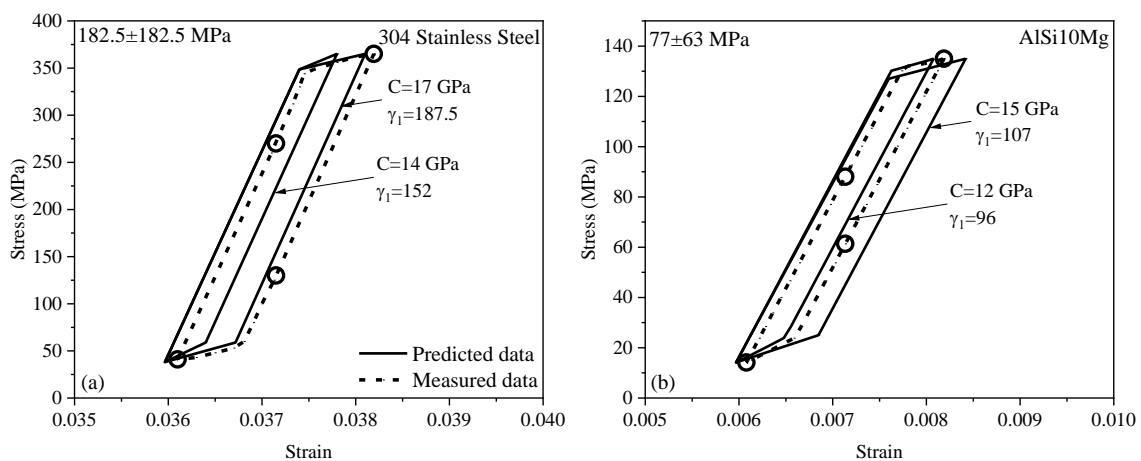 182.5±182.5 MPa
304 Stainless Steel
C=17 GPa
γ1=187.5
C=14 GPa
γ1=152
Predicted data
Measured data
(a)
400
350
300
250
200
150
100
50
0
0.035
0.036
0.037
0.038
0.039
0.040
Stress (MPa)
Strain
77±63 MPa
AlSi10Mg
C=15 GPa
γ1=107
C=12 GPa
γ1=96
(b)
140
120
100
80
60
40
20
0
0.005
0.006
0.007
0.008
0.009
0.010
Stress (MPa)
Strain